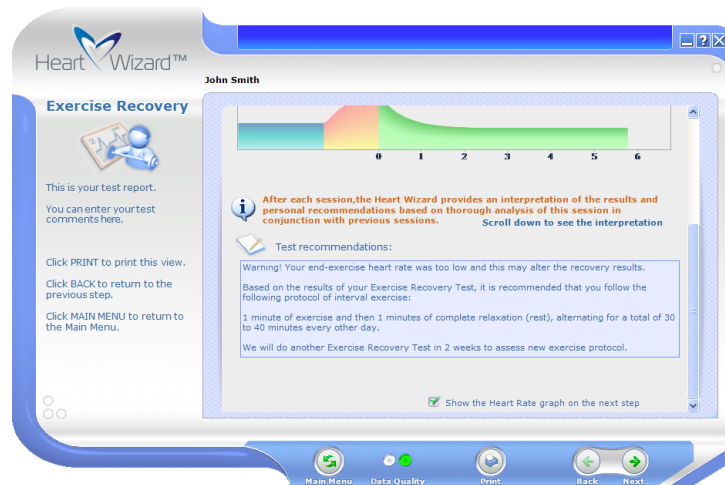 Heart Wizard™
John Smith
Exercise Recovery
This is your test report.
You can enter your test
comments here.
Click PRINT to print this view.
Click BACK to return to the
previous step.
Click MAIN MENU to return to
the Main Menu.
0 1 2 3 4 5 6
After each session,the Heart Wizard provides an interpretation of the results and
personal recommendations based on thorough analysis of this session in
conjunction with previous sessions. Scroll down to see the interpretation
Test recommendations:
Warning! Your end-exercise heart rate was too low and this may alter the recovery results.
Based on the results of your Exercise Recovery Test, it is recommended that you follow the
following protocol of interval exercise:
1 minute of exercise and then 1 minutes of complete relaxation (rest), alternating for a total of 30
to 40 minutes every other day.
We will do another Exercise Recovery Test in 2 weeks to assess new exercise protocol.
Show the Heart Rate graph on the next step
Main Menu Data Quality Print Back Next